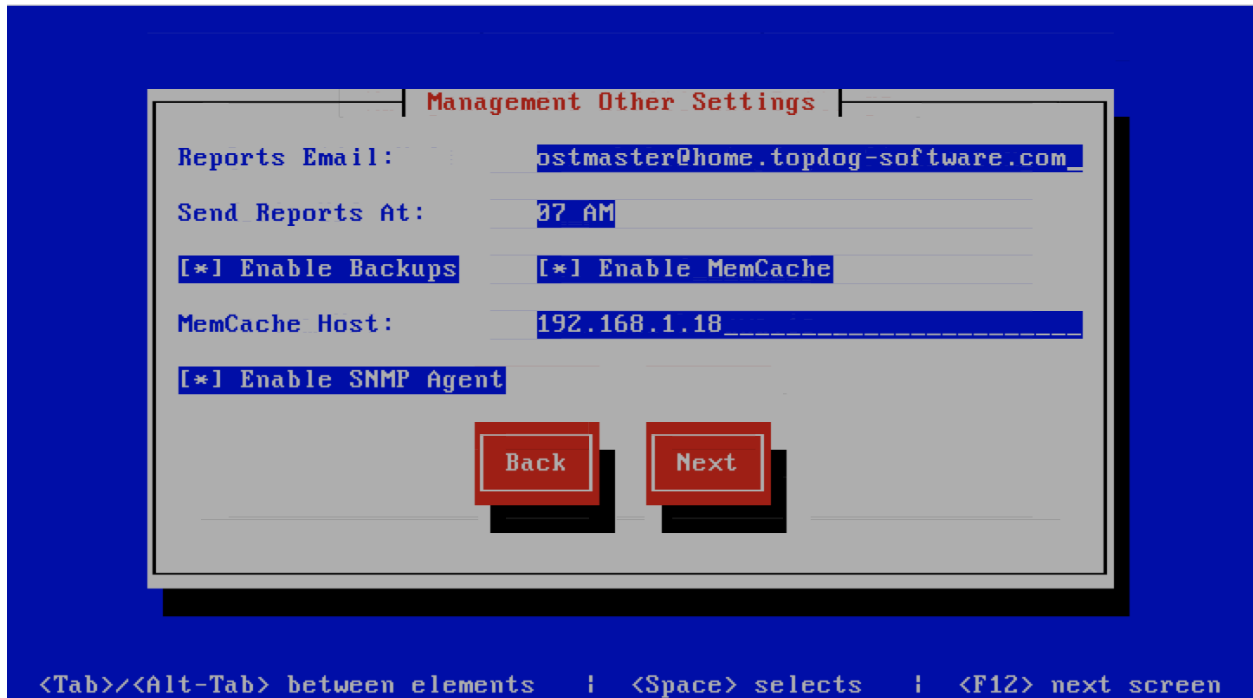 Management Other Settings
Reports Email: ostmaster@home.topdog-software.com_
Send Reports At: 07 AM
[*] Enable Backups [*] Enable MemCache
MemCache Host: 192.168.1.18_______________________
[*] Enable SNMP Agent
Back Next
<Tab>/<Alt-Tab> between elements | <Space> selects | <F12> next screen